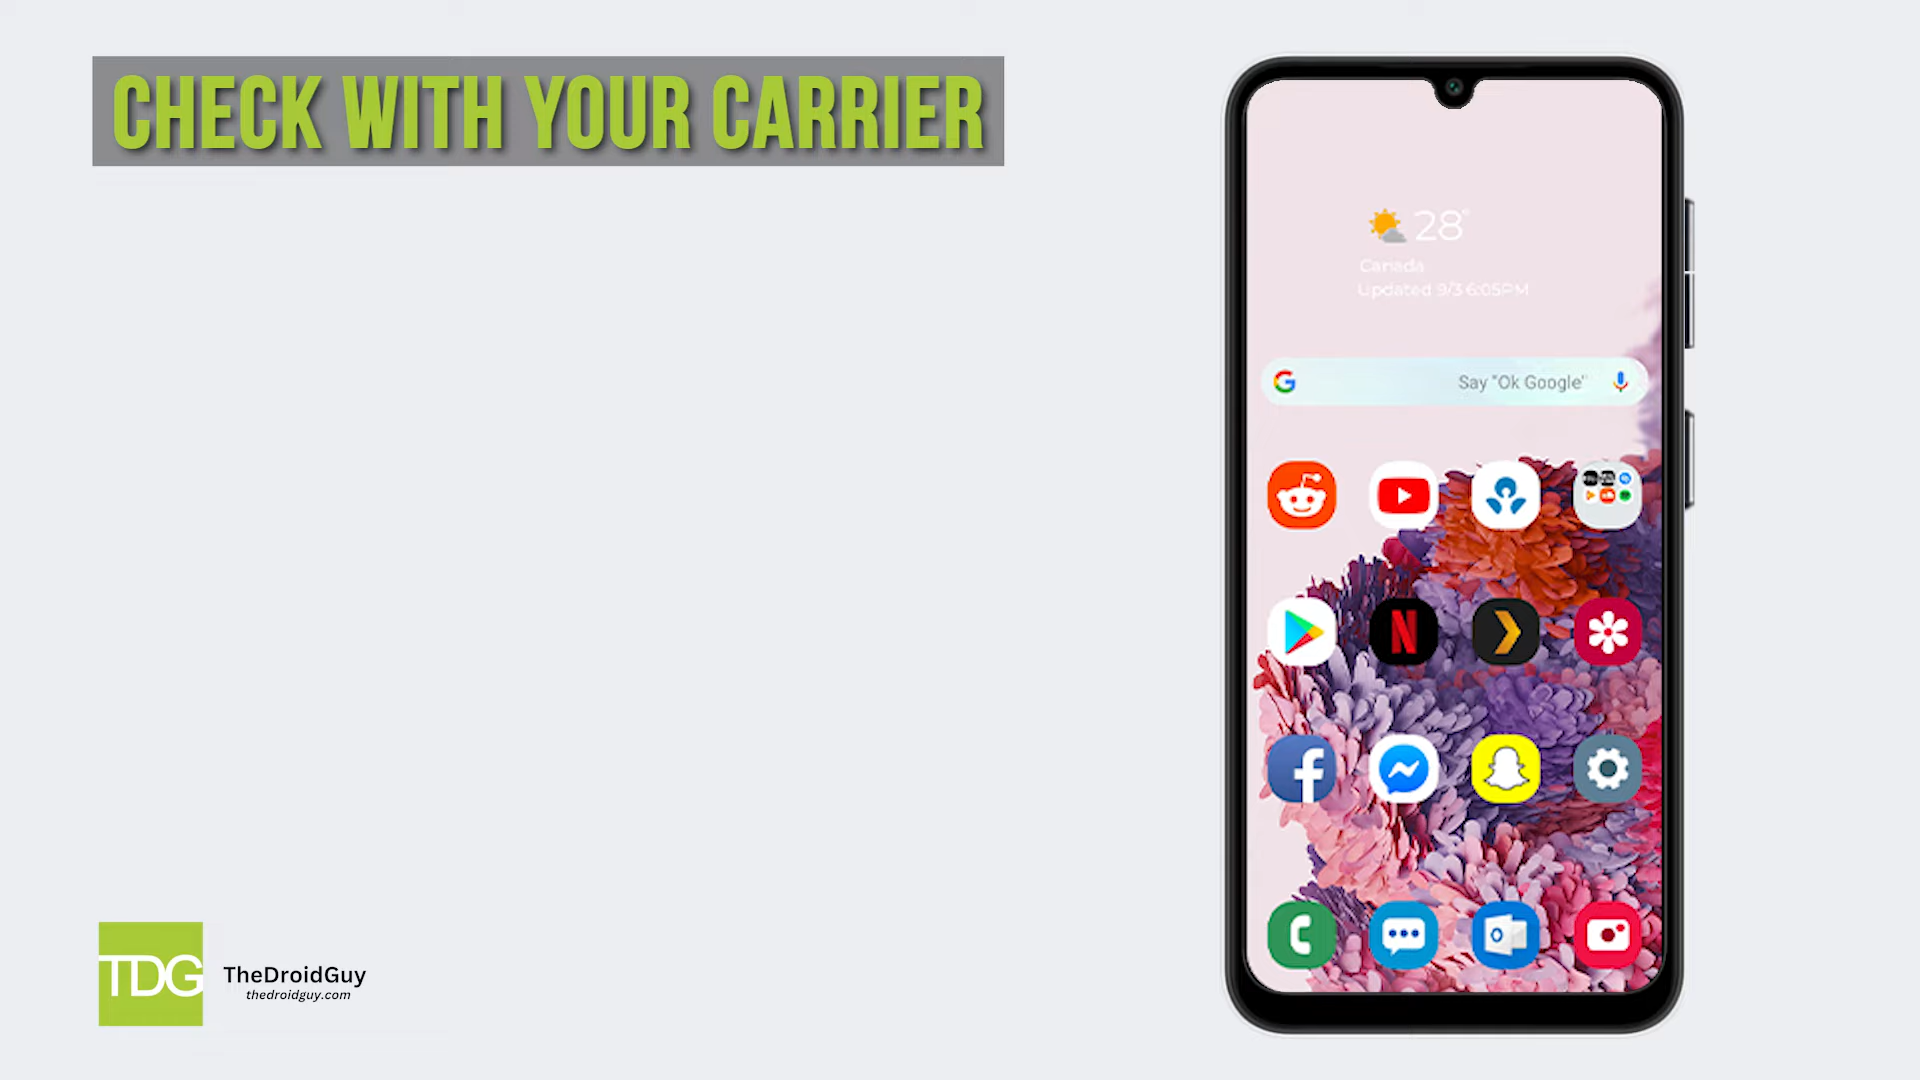 CHECK WITH YOUR CARRIER
28°
Canada
Updated 9/3 6:05PM
Say "Ok Google"
TDG
TheDroidGuy
thedroidguy.com